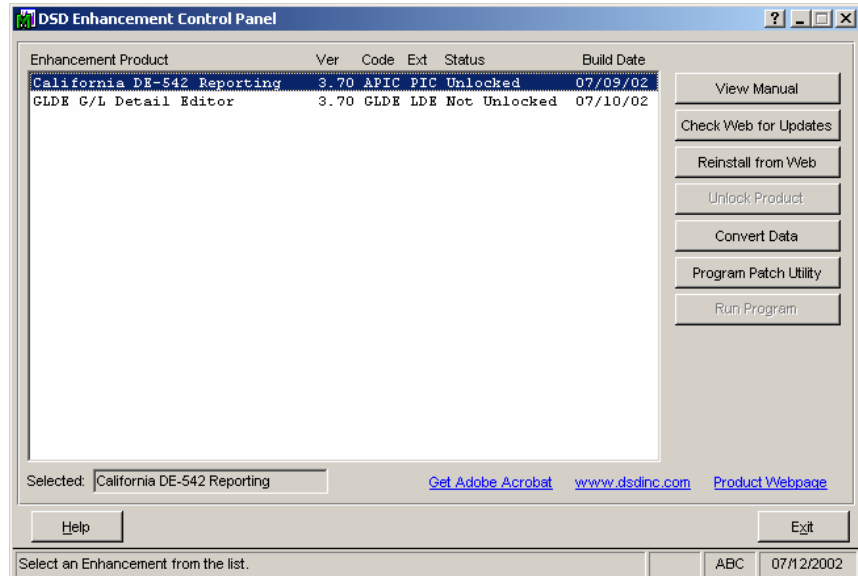 DSD Enhancement Control Panel
Enhancement Product Ver Code Ext Status Build Date
California DE-542 Reporting 3.70 APIC PIC Unlocked 07/09/02
GLDE G/L Detail Editor 3.70 GLDE LDE Not Unlocked 07/10/02
View Manual
Check Web for Updates
Reinstall from Web
Unlock Product
Convert Data
Program Patch Utility
Run Program
Selected: California DE-542 Reporting Get Adobe Acrobat www.dsdinc.com Product Webpage
Help Exit
Select an Enhancement from the list. ABC 07/12/2002